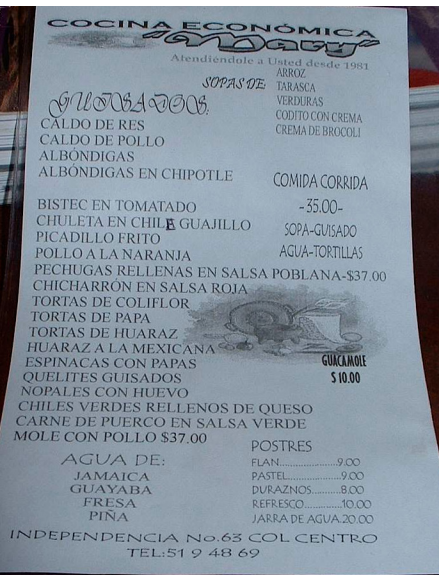 COCINA ECONÓMICA
"Mary"
Atendiendole a Usted desde 1981
SOPAS DE:
ARROZ
TARASCA
VERDURAS
CODITO CON CREMA
CREMA DE BROCOLI
GUISADOS:
CALDO DE RES
CALDO DE POLLO
ALBÓNDIGAS
ALBÓNDIGAS EN CHIPOTLE
BISTEC EN TOMATADO
CHULETA EN CHILE GUAJILLO
PICADILLO FRITO
POLLO A LA NARANJA
PECHUGAS RELLENAS EN SALSA POBLANA-$37.00
CHICHARRÓN EN SALSA ROJA
TORTAS DE COLIFLOR
TORTAS DE PAPA
TORTAS DE HUARAZ
HUARAZ A LA MEXICANA
ESPINACAS CON PAPAS
QUELITES GUISADOS
NOPALES CON HUEVO
CHILES VERDES RELLENOS DE QUESO
CARNE DE PUERCO EN SALSA VERDE
MOLE CON POLLO $37.00
COMIDA CORRIDA
-35.00-
SOPA-GUISADO
AGUA-TORTILLAS
GUACAMOLE
$ 10.00
AGUA DE:
JAMAICA
GUAYABA
FRESA
PIÑA
POSTRES
FLAN......................9.00
PASTEL...................9.00
DURAZNOS...........8.00
REFRESCO..............10.00
JARRA DE AGUA.20.00
INDEPENDENCIA No.63 COL CENTRO
TEL:51 9 48 69